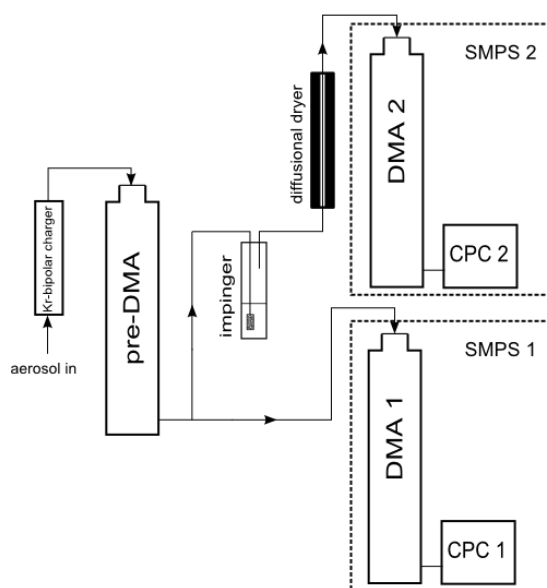 SMPS 2
DMA 2
CPC 2
diffusional dryer
Kr-bipolar charger
aerosol in
pre-DMA
impinger
SMPS 1
DMA 1
CPC 1